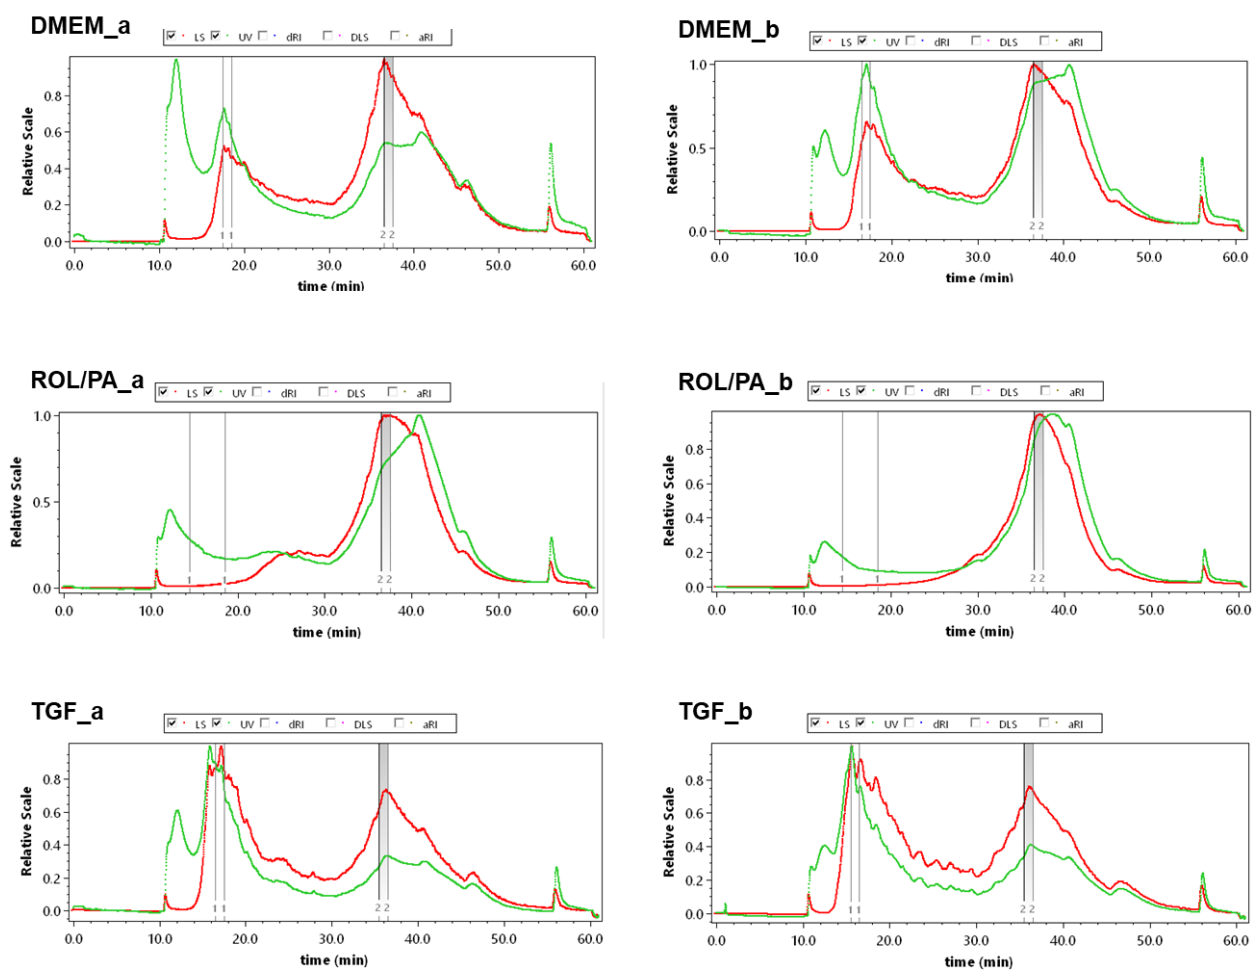 DMEM_a
LS UV dRI DLS aRI
Relative Scale
0.8
0.6
0.4
0.2
0.0
1 1 2 2
0.0 10.0 20.0 30.0 40.0 50.0 60.0
time (min)
DMEM_b
LS UV dRI DLS aRI
Relative Scale
1.0
0.5
0.0
1 1 2 2
0.0 10.0 20.0 30.0 40.0 50.0 60.0
time (min)
ROL/PA_a
LS UV dRI DLS aRI
Relative Scale
1.0
0.5
0.0
1 1 2 2
0.0 10.0 20.0 30.0 40.0 50.0 60.0
time (min)
ROL/PA_b
LS UV dRI DLS aRI
Relative Scale
0.8
0.6
0.4
0.2
0.0
1 1 2 2
0.0 10.0 20.0 30.0 40.0 50.0 60.0
time (min)
TGF_a
LS UV dRI DLS aRI
Relative Scale
0.8
0.6
0.4
0.2
0.0
1 1 2 2
0.0 10.0 20.0 30.0 40.0 50.0 60.0
time (min)
TGF_b
LS UV dRI DLS aRI
Relative Scale
0.8
0.6
0.4
0.2
0.0
1 1 2 2
0.0 10.0 20.0 30.0 40.0 50.0 60.0
time (min)